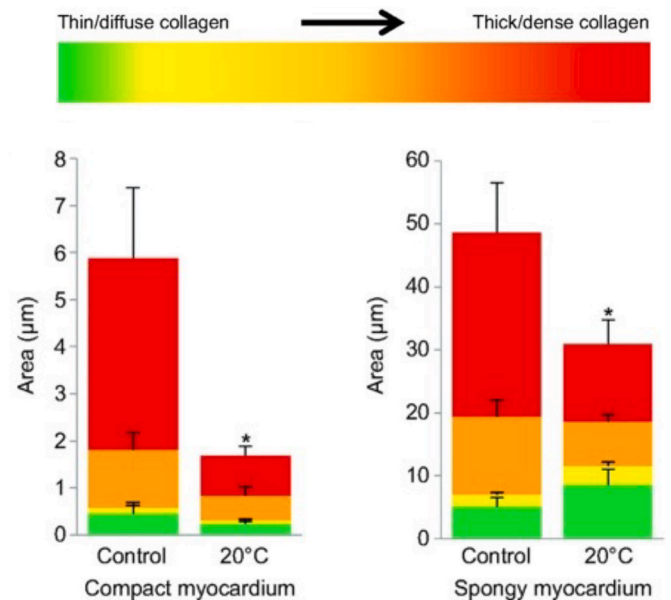 Thin/diffuse collagen
Thick/dense collagen
8
7
6
5
4
3
2
1
0
Area (µm)
*
Control
20°C
Compact myocardium
60
50
40
30
20
10
0
Area (µm)
*
Control
20°C
Spongy myocardium